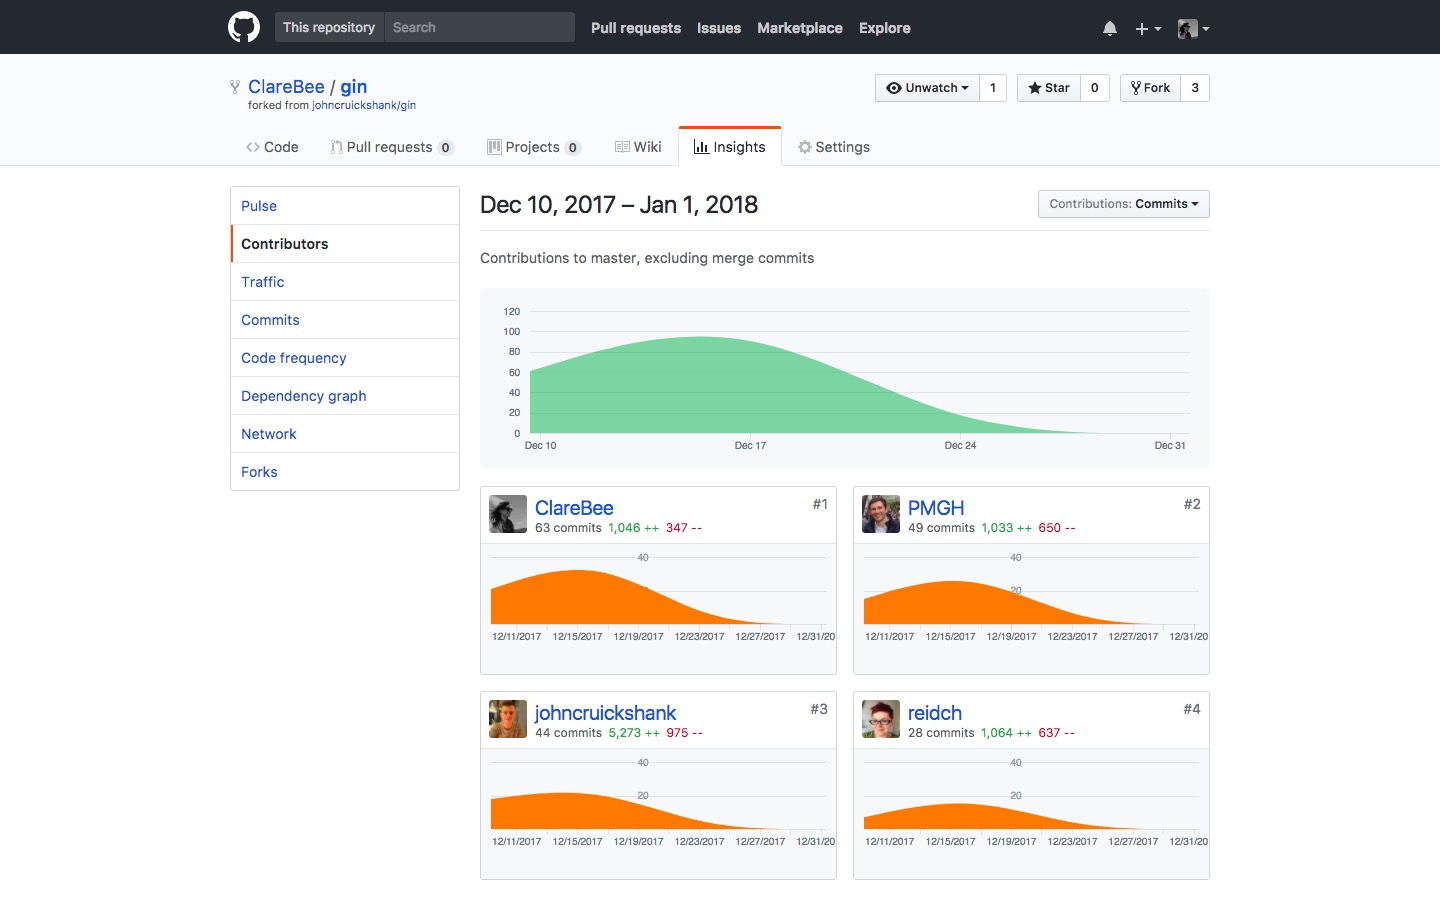 This repository Search Pull requests Issues Marketplace Explore
ClareBee / gin
forked from johncruickshank/gin
Unwatch 1 Star 0 Fork 3
Code Pull requests 0 Projects 0 Wiki Insights Settings
Pulse
Contributors
Traffic
Commits
Code frequency
Dependency graph
Network
Forks
Dec 10, 2017 – Jan 1, 2018
Contributions: Commits
Contributions to master, excluding merge commits
120
100
80
60
40
20
0
Dec 10 Dec 17 Dec 24 Dec 31
ClareBee #1
63 commits 1,046 ++ 347 --
40
12/11/2017 12/15/2017 12/19/2017 12/23/2017 12/27/2017 12/31/20
PMGH #2
49 commits 1,033 ++ 650 --
40
20
12/11/2017 12/15/2017 12/19/2017 12/23/2017 12/27/2017 12/31/20
johncruickshank #3
44 commits 5,273 ++ 975 --
40
20
12/11/2017 12/15/2017 12/19/2017 12/23/2017 12/27/2017 12/31/20
reidch #4
28 commits 1,064 ++ 637 --
40
20
12/11/2017 12/15/2017 12/19/2017 12/23/2017 12/27/2017 12/31/20